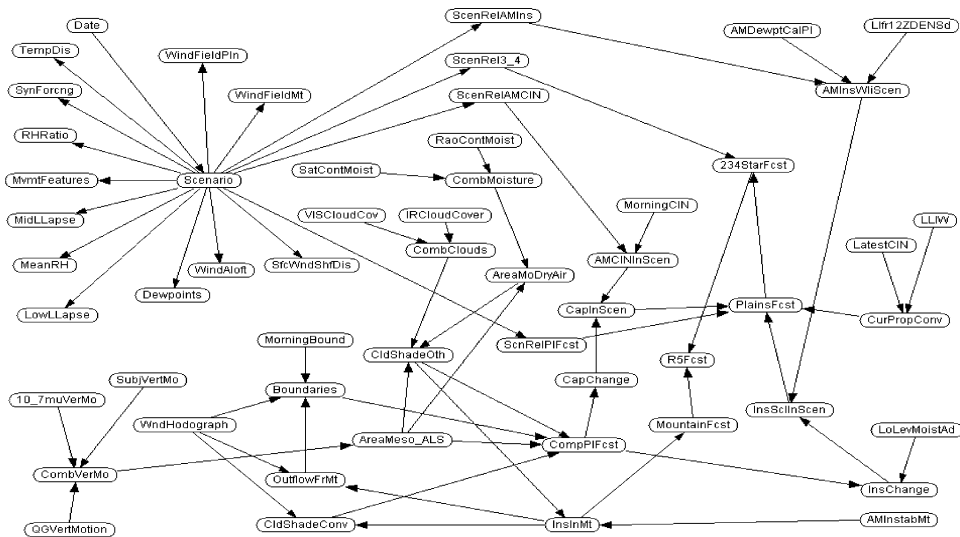 Date
ScenRelAMIns
AMDewptCalPl
LIfr12ZDENSd
TempDis
WindFieldPln
ScenRel3_4
SynForcng
WindFieldMt
ScenRelAMCIN
AMInsWliScen
RHRatio
RaoContMoist
SatContMoist
CombMoisture
234StarFcst
MvmtFeatures
Scenario
MidLLapse
VISCloudCov
IRCloudCover
MorningCIN
LLIW
LatestCIN
CombClouds
MeanRH
WindAloft
SfcWndShfDis
AMCINInScen
AreaMoDryAir
Dewpoints
LowLLapse
CapInScen
PlainsFcst
CurPropConv
MorningBound
ScnRelPlFcst
CldShadeOth
R5Fcst
SubjVertMo
Boundaries
CapChange
10_7muVerMo
InsSclInScen
WndHodograph
AreaMeso_ALS
CompPlFcst
MountainFcst
LoLevMoistAd
CombVerMo
OutflowFrMt
InsChange
QGVertMotion
CldShadeConv
InsInMt
AMInstabMt